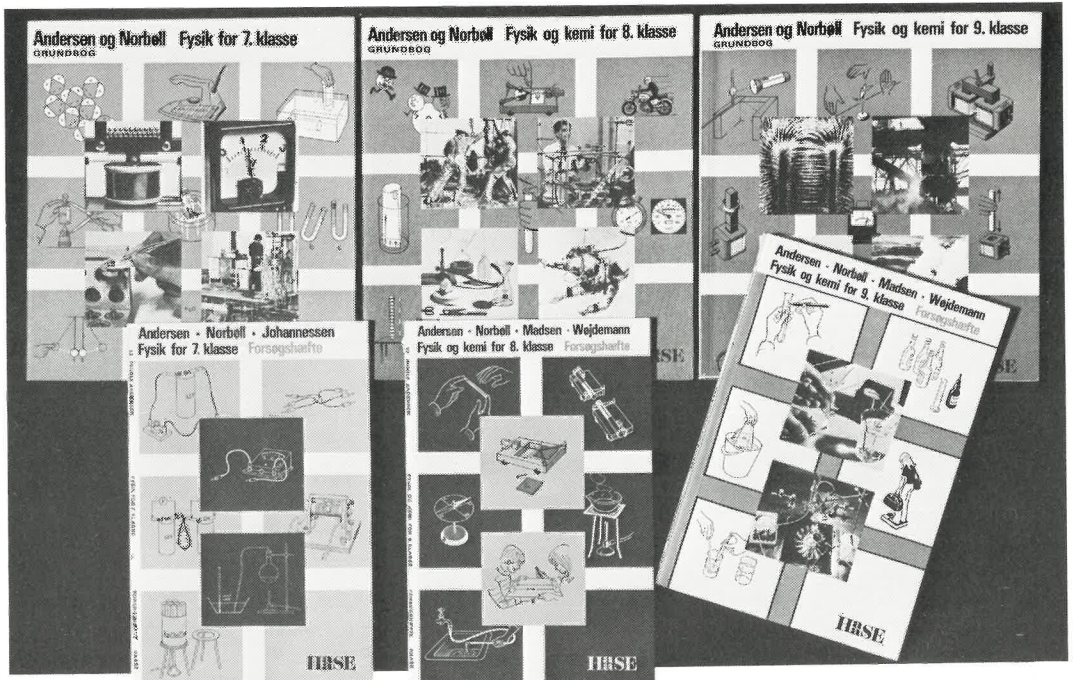 Andersen og Norbøll Fysik for 7. klasse
GRUNDBOG
Andersen og Norbøll Fysik og kemi for 8. klasse
GRUNDBOG
Andersen og Norbøll Fysik og kemi for 9. klasse
GRUNDBOG
Andersen · Norbøll · Johannessen
Fysik for 7. klasse Forsøgshæfte
HASE
Andersen · Norbøll · Madsen · Wøjdemann
Fysik og kemi for 8. klasse Forsøgshæfte
HASE
Andersen · Norbøll · Madsen · Wøjdemann
Fysik og kemi for 9. klasse Forsøgshæfte
HASE